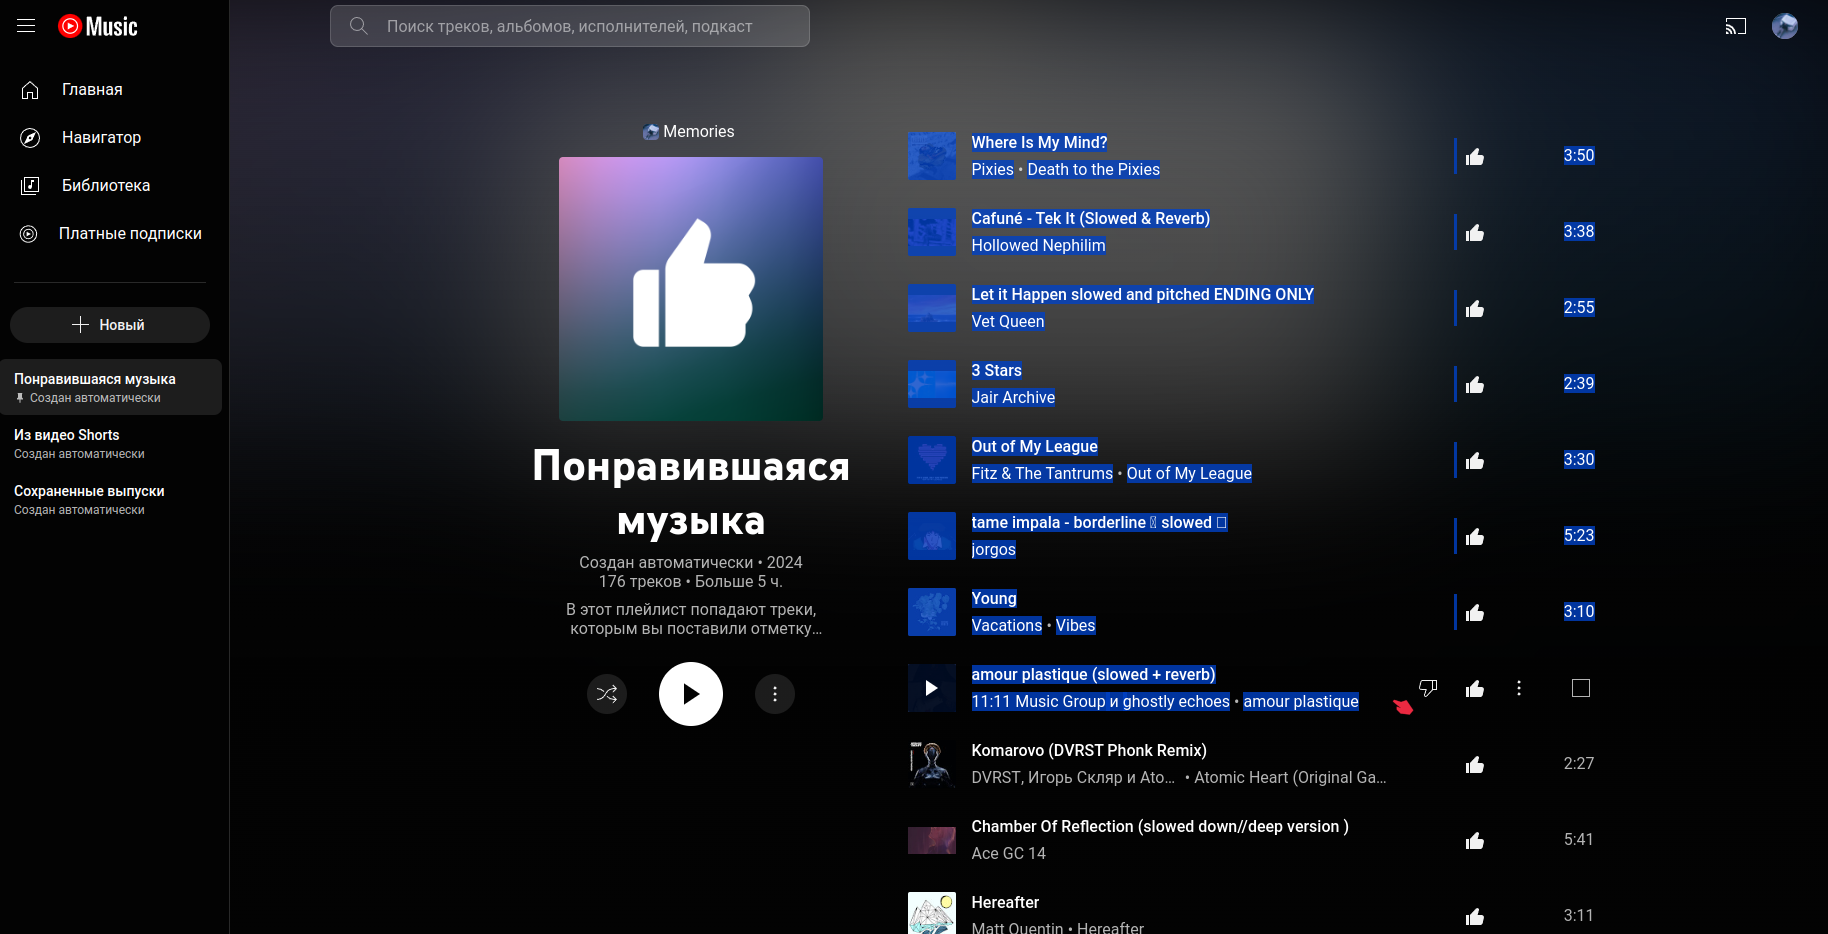 Music
Поиск треков, альбомов, исполнителей, подкаст
Главная
Навигатор
Библиотека
Платные подписки
Новый
Понравившаяся музыка
Создан автоматически
Из видео Shorts
Создан автоматически
Сохраненные выпуски
Создан автоматически
Memories
Понравившаяся
музыка
Создан автоматически • 2024
176 треков • Больше 5 ч.
В этот плейлист попадают треки,
которым вы поставили отметку…
Where Is My Mind?
Pixies • Death to the Pixies
3:50
Cafuné - Tek It (Slowed & Reverb)
Hollowed Nephilim
3:38
Let it Happen slowed and pitched ENDING ONLY
Vet Queen
2:55
3 Stars
Jair Archive
2:39
Out of My League
Fitz & The Tantrums • Out of My League
3:30
tame impala - borderline slowed
jorgos
5:23
Young
Vacations • Vibes
3:10
amour plastique (slowed + reverb)
11:11 Music Group и ghostly echoes • amour plastique
Komarovo (DVRST Phonk Remix)
DVRST, Игорь Скляр и Ato… • Atomic Heart (Original Ga…
2:27
Chamber Of Reflection (slowed down//deep version )
Ace GC 14
5:41
Hereafter
Matt Quentin • Hereafter
3:11